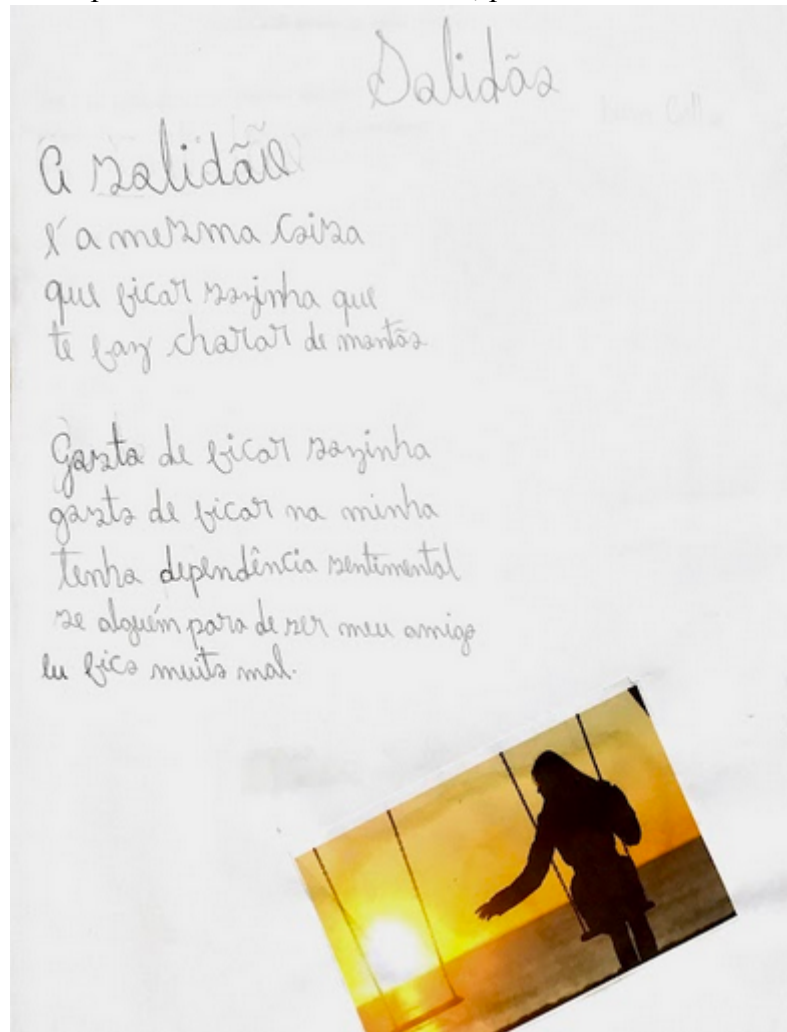 Solidão
A solidão
é a mesma coisa
que ficar sozinha que
te faz chorar de montão
Gosto de ficar sozinha
gosto de ficar na minha
tenho dependência sentimental
se alguém para de ser meu amigo
eu fico muito mal.